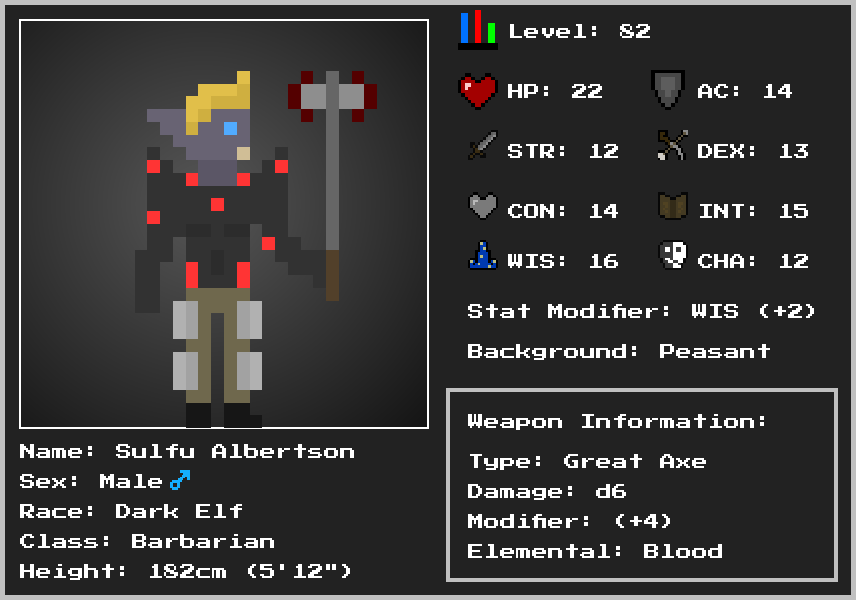 Level: 82
HP: 22
AC: 14
STR: 12
DEX: 13
CON: 14
INT: 15
WIS: 16
CHA: 12
Stat Modifier: WIS (+2)
Background: Peasant
Weapon Information:
Type: Great Axe
Damage: d6
Modifier: (+4)
Elemental: Blood
Name: Sulfu Albertson
Sex: Male♂
Race: Dark Elf
Class: Barbarian
Height: 182cm (5'12")